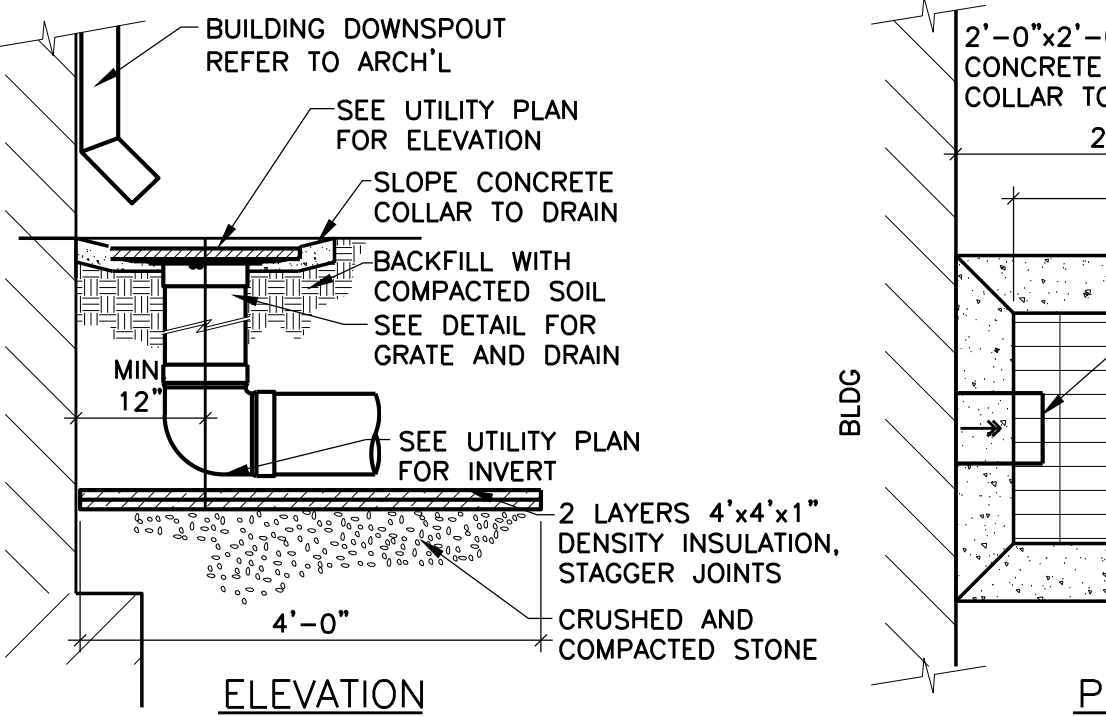 BUILDING DOWNSPOUT
REFER TO ARCH'L
SEE UTILITY PLAN
FOR ELEVATION
SLOPE CONCRETE
COLLAR TO DRAIN
BACKFILL WITH
COMPACTED SOIL
SEE DETAIL FOR
GRATE AND DRAIN
MIN
12"
SEE UTILITY PLAN
FOR INVERT
2 LAYERS 4'x4'x1"
DENSITY INSULATION,
STAGGER JOINTS
CRUSHED AND
COMPACTED STONE
4'-0"
ELEVATION
2'-0"x2'-
CONCRETE
COLLAR TO
2
BLDG
P